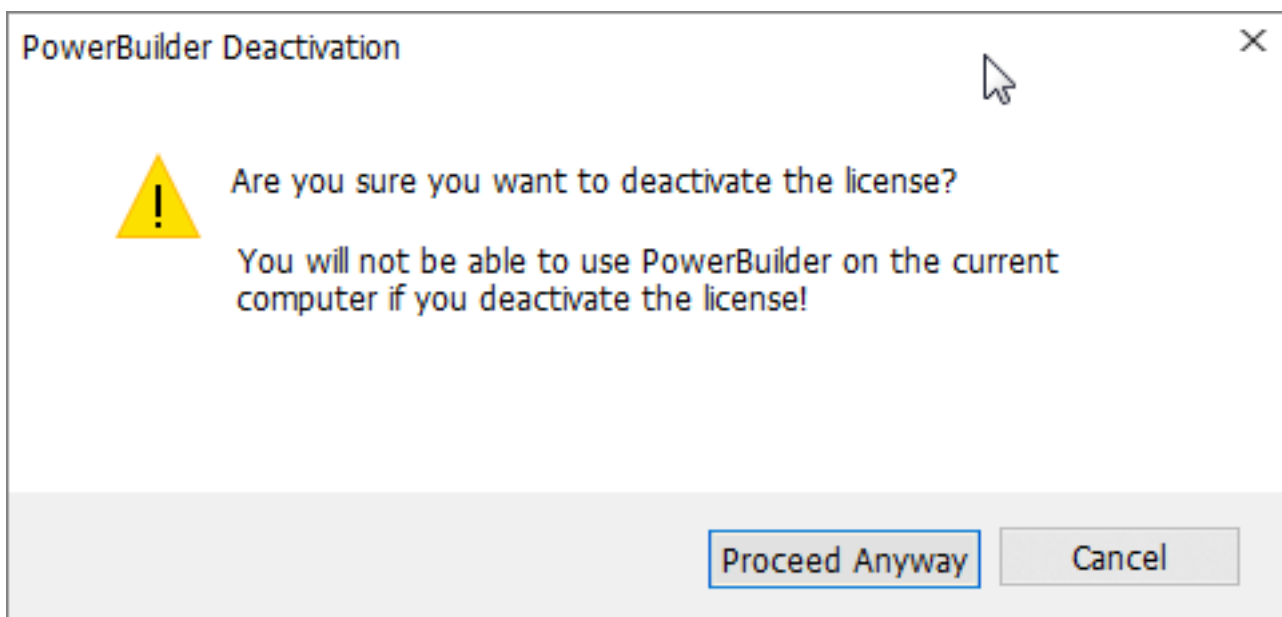 PowerBuilder Deactivation
Are you sure you want to deactivate the license?
You will not be able to use PowerBuilder on the current
computer if you deactivate the license!
Proceed Anyway
Cancel